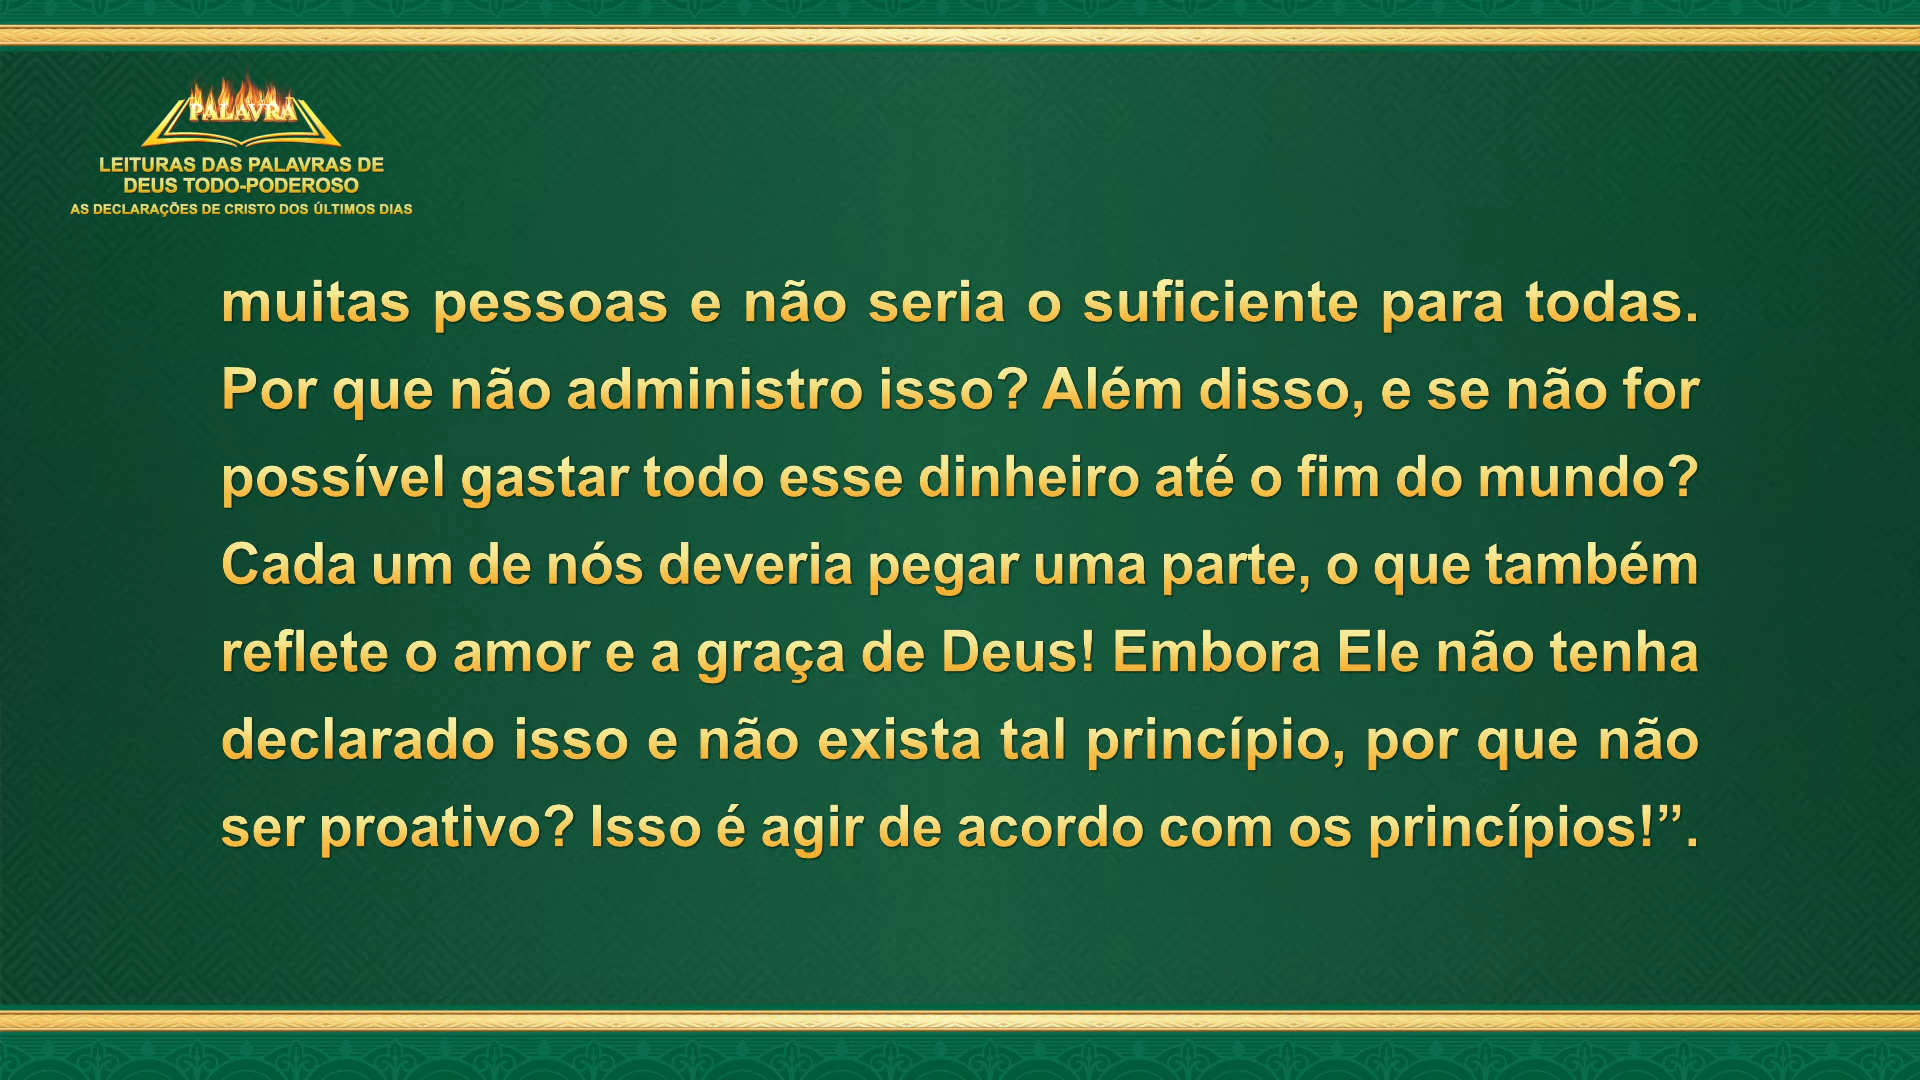 PALAVRA
LEITURAS DAS PALAVRAS DE
DEUS TODO-PODEROSO
AS DECLARAÇÕES DE CRISTO DOS ÚLTIMOS DIAS
muitas pessoas e não seria o suficiente para todas.
Por que não administro isso? Além disso, e se não for
possível gastar todo esse dinheiro até o fim do mundo?
Cada um de nós deveria pegar uma parte, o que também
reflete o amor e a graça de Deus! Embora Ele não tenha
declarado isso e não exista tal princípio, por que não
ser proativo? Isso é agir de acordo com os princípios!”.